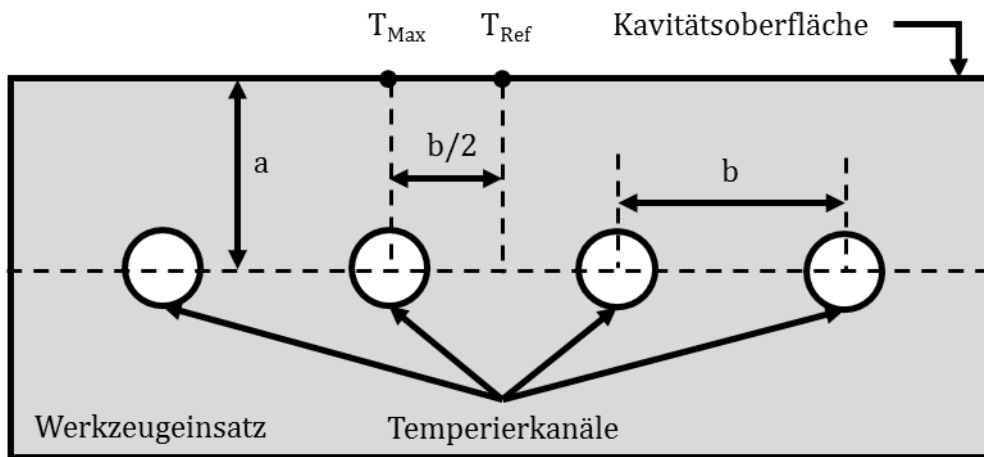 T_Max T_Ref Kavitätsoberfläche
a
b/2
b
Werkzeugeinsatz Temperierkanäle